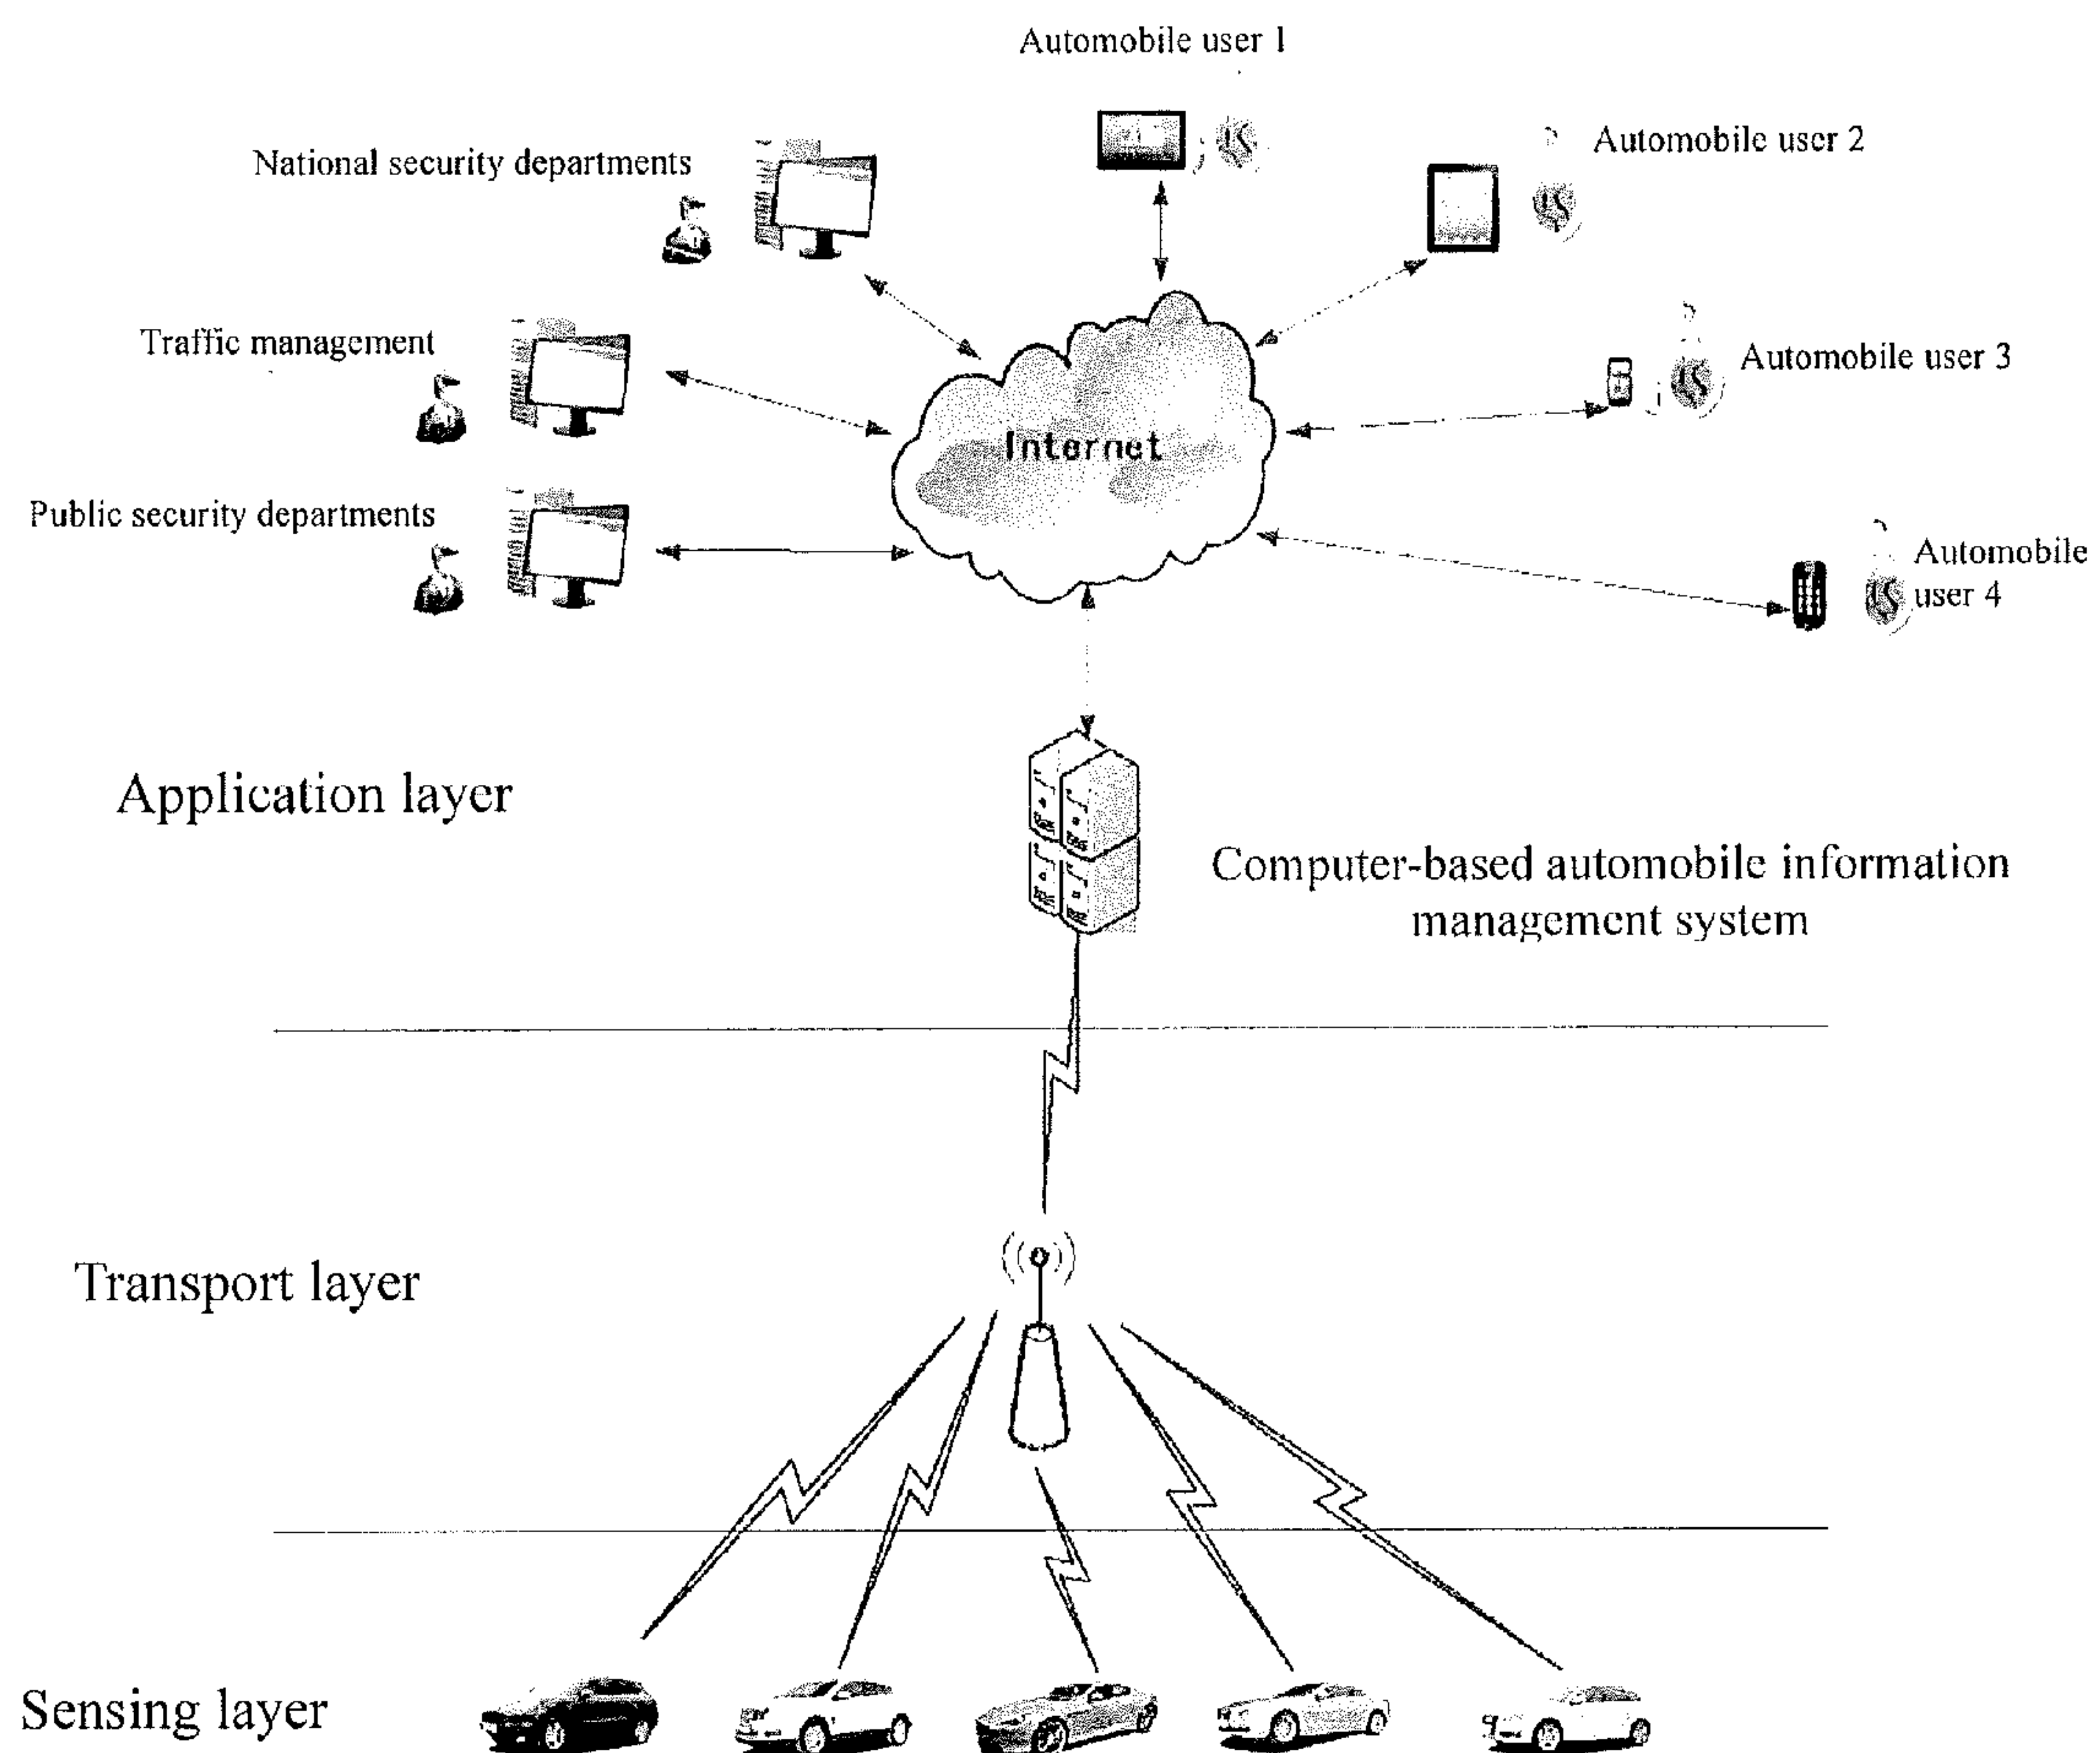 Automobile user 1
National security departments
Automobile user 2
Traffic management
Automobile user 3
Internet
Public security departments
Automobile
user 4
Application layer
Computer-based automobile information
management system
Transport layer
Sensing layer